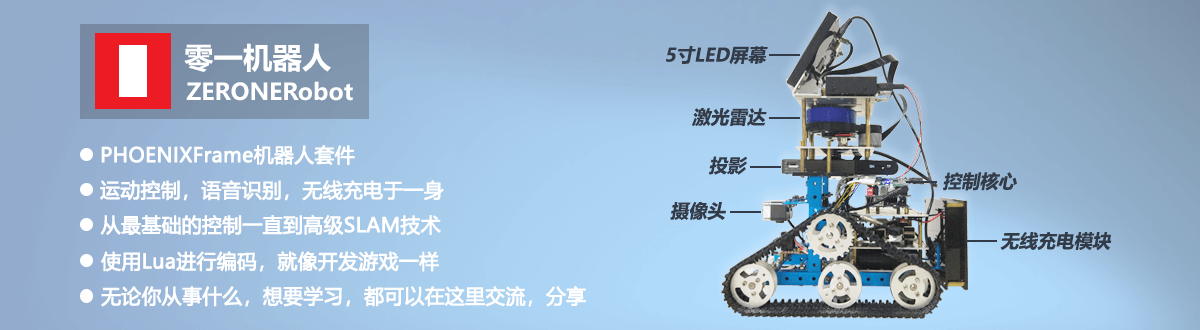 零一机器人
ZERONERobot
PHOENIXFrame机器人套件
运动控制，语音识别，无线充电于一身
从最基础的控制一直到高级SLAM技术
使用Lua进行编码，就像开发游戏一样
无论你从事什么，想要学习，都可以在这里交流，分享
5寸LED屏幕
激光雷达
投影
控制核心
摄像头
无线充电模块